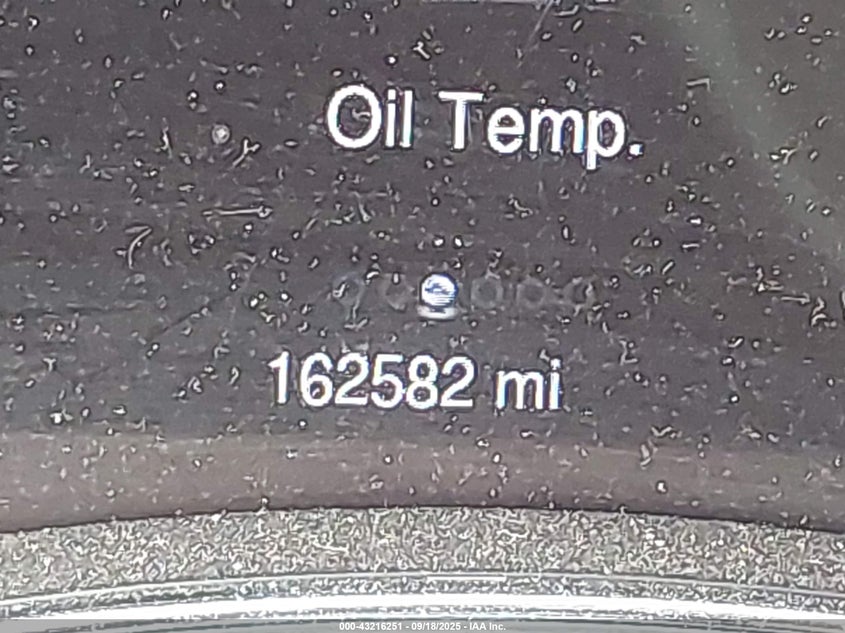 Oil Temp.
162582 mi
000-43216251 - 09/18/2025 - IAA Inc.